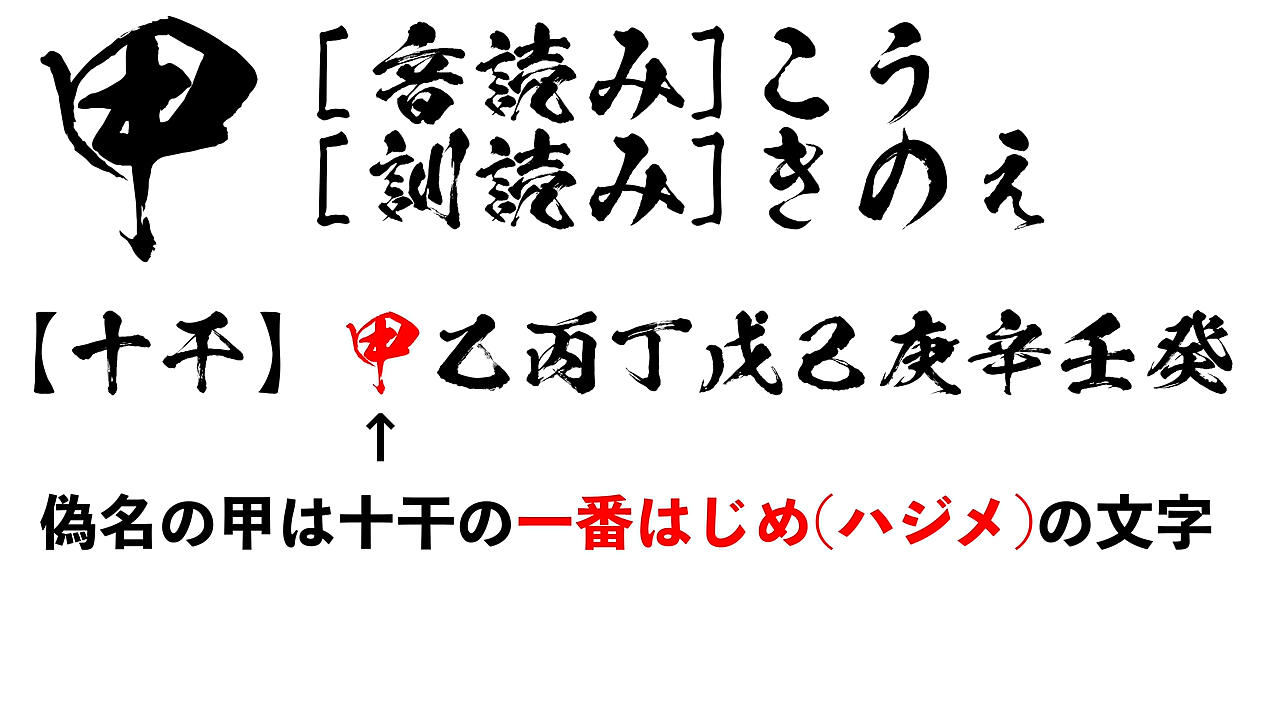 甲 [音読み]こう
[訓読み]きのえ
【十干】 甲乙丙丁戊己庚辛壬癸
↑
偽名の甲は十干の一番はじめ(ハジメ)の文字